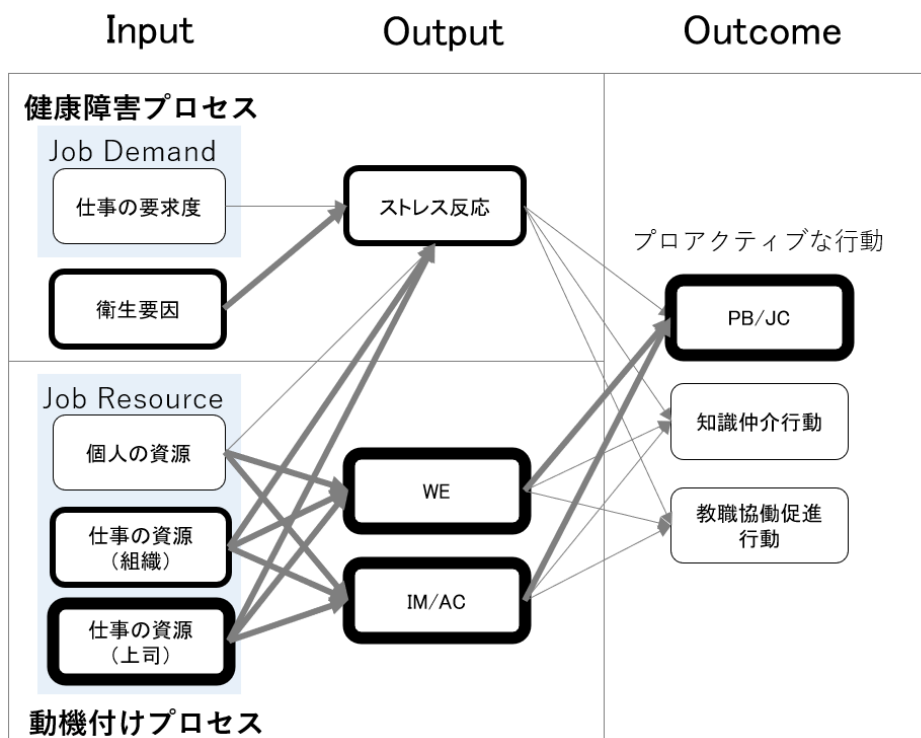 Input
Output
Outcome
健康障害プロセス
Job Demand
仕事の要求度
衛生要因
ストレス反応
プロアクティブな行動
PB/JC
知識仲介行動
教職協働促進
行動
Job Resource
個人の資源
仕事の資源
（組織）
仕事の資源
（上司）
WE
IM/AC
動機付けプロセス